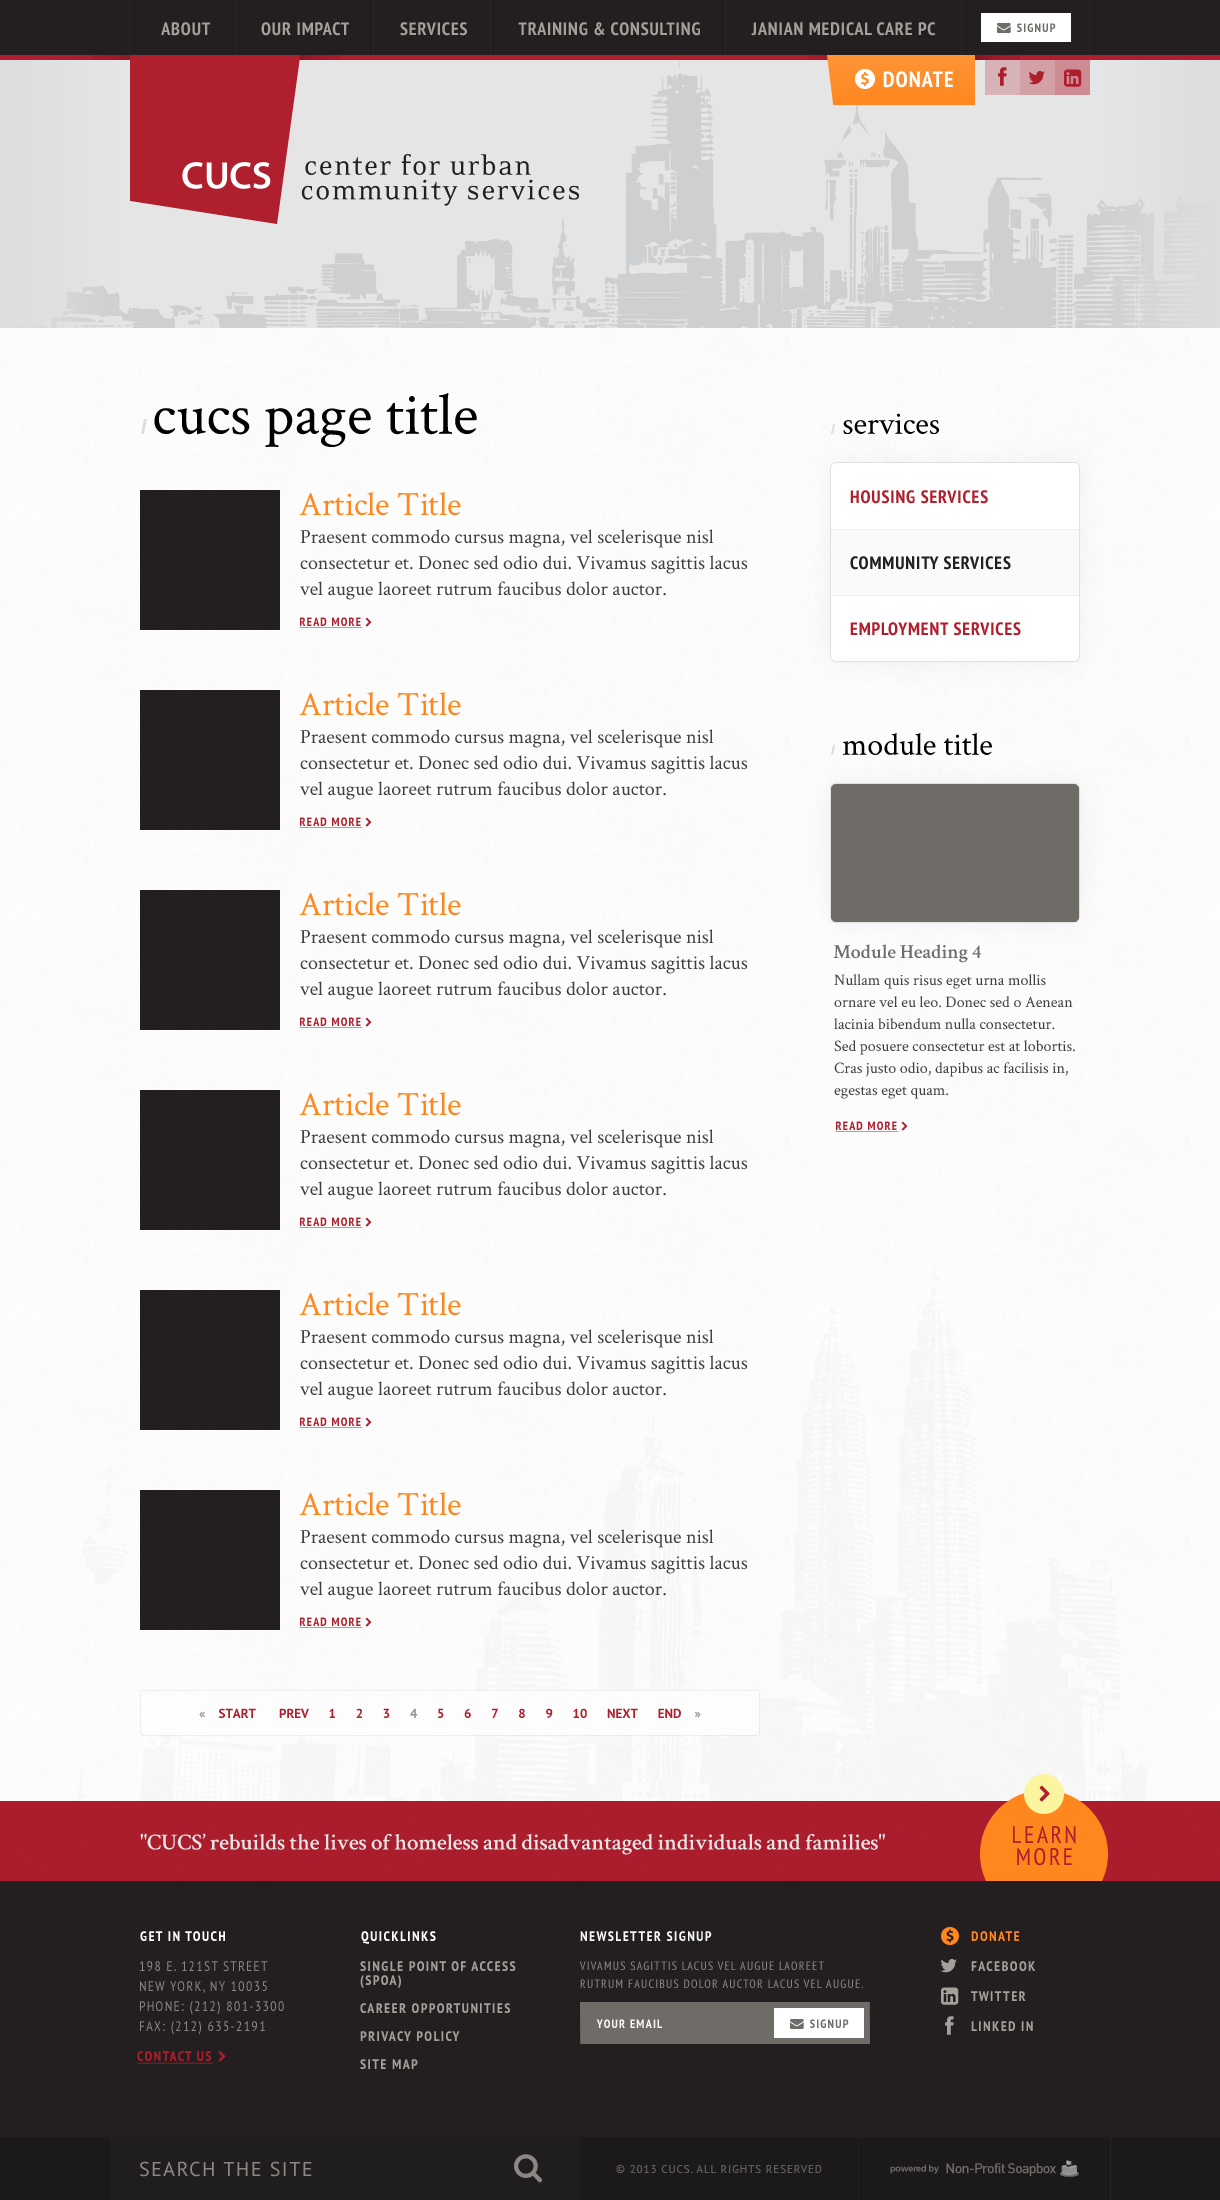 ABOUT OUR IMPACT SERVICES TRAINING & CONSULTING JANIAN MEDICAL CARE PC SIGNUP
DONATE
CUCS
center for urban
community services
cucs page title
Article Title
Praesent commodo cursus magna, vel scelerisque nisl
consectetur et. Donec sed odio dui. Vivamus sagittis lacus
vel augue laoreet rutrum faucibus dolor auctor.
READ MORE
Article Title
Praesent commodo cursus magna, vel scelerisque nisl
consectetur et. Donec sed odio dui. Vivamus sagittis lacus
vel augue laoreet rutrum faucibus dolor auctor.
READ MORE
Article Title
Praesent commodo cursus magna, vel scelerisque nisl
consectetur et. Donec sed odio dui. Vivamus sagittis lacus
vel augue laoreet rutrum faucibus dolor auctor.
READ MORE
Article Title
Praesent commodo cursus magna, vel scelerisque nisl
consectetur et. Donec sed odio dui. Vivamus sagittis lacus
vel augue laoreet rutrum faucibus dolor auctor.
READ MORE
Article Title
Praesent commodo cursus magna, vel scelerisque nisl
consectetur et. Donec sed odio dui. Vivamus sagittis lacus
vel augue laoreet rutrum faucibus dolor auctor.
READ MORE
Article Title
Praesent commodo cursus magna, vel scelerisque nisl
consectetur et. Donec sed odio dui. Vivamus sagittis lacus
vel augue laoreet rutrum faucibus dolor auctor.
READ MORE
« START PREV 1 2 3 4 5 6 7 8 9 10 NEXT END »
services
HOUSING SERVICES
COMMUNITY SERVICES
EMPLOYMENT SERVICES
module title
Module Heading 4
Nullam quis risus eget urna mollis
ornare vel eu leo. Donec sed o Aenean
lacinia bibendum nulla consectetur.
Sed posuere consectetur est at lobortis.
Cras justo odio, dapibus ac facilisis in,
egestas eget quam.
READ MORE
"CUCS’ rebuilds the lives of homeless and disadvantaged individuals and families"
LEARN
MORE
GET IN TOUCH
198 E. 121ST STREET
NEW YORK, NY 10035
PHONE: (212) 801-3300
FAX: (212) 635-2191
CONTACT US
QUICKLINKS
SINGLE POINT OF ACCESS
(SPOA)
CAREER OPPORTUNITIES
PRIVACY POLICY
SITE MAP
NEWSLETTER SIGNUP
VIVAMUS SAGITTIS LACUS VEL AUGUE LAOREET
RUTRUM FAUCIBUS DOLOR AUCTOR LACUS VEL AUGUE.
YOUR EMAIL SIGNUP
DONATE
FACEBOOK
TWITTER
LINKED IN
SEARCH THE SITE
© 2013 CUCS. ALL RIGHTS RESERVED
powered by Non-Profit Soapbox